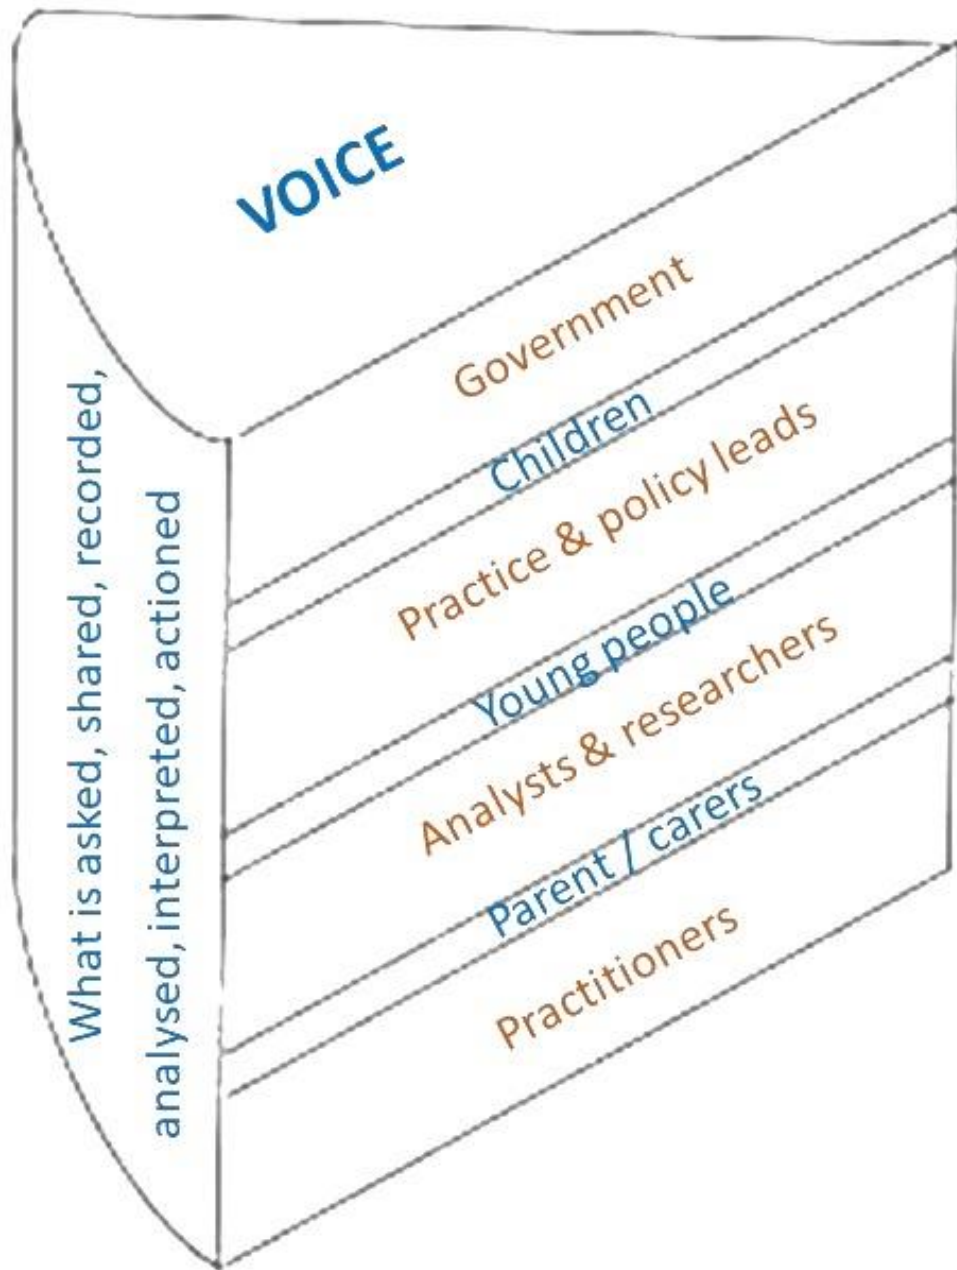 VOICE
Government
Children
Practice & policy leads
Young people
Analysts & researchers
Parent / carers
Practitioners
What is asked, shared, recorded,
analysed, interpreted, actioned